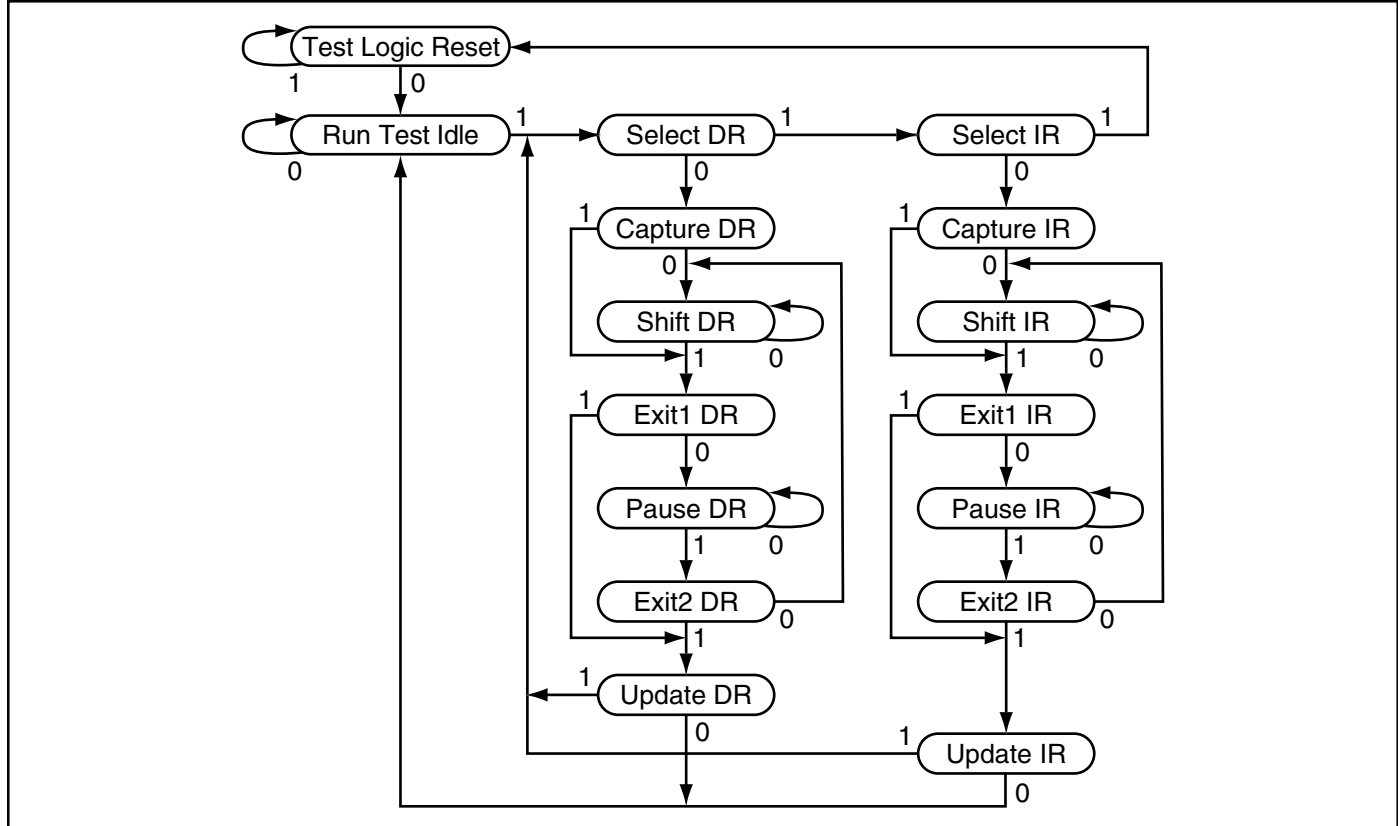 Test Logic Reset
1
0
Run Test Idle
1
0
Select DR
1
0
Select IR
1
0
1
Capture DR
0
1
Capture IR
0
Shift DR
0
1
Shift IR
0
1
1
Exit1 DR
0
1
Exit1 IR
0
Pause DR
0
1
Pause IR
0
1
Exit2 DR
0
1
Exit2 IR
0
1
1
Update DR
0
1
Update IR
0